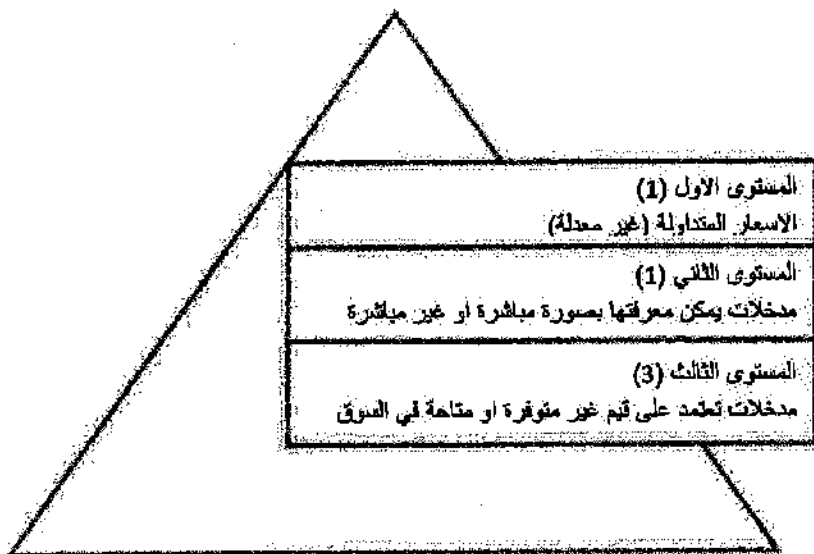 المستوى الاول (1)
الاسعار المتداولة (غير معدلة)
المستوى الثاني (1)
مدخلات يمكن معرفتها بصورة مباشرة او غير مباشرة
المستوى الثالث (3)
مدخلات تعتمد على قيم غير متوفرة او متاحة في السوق